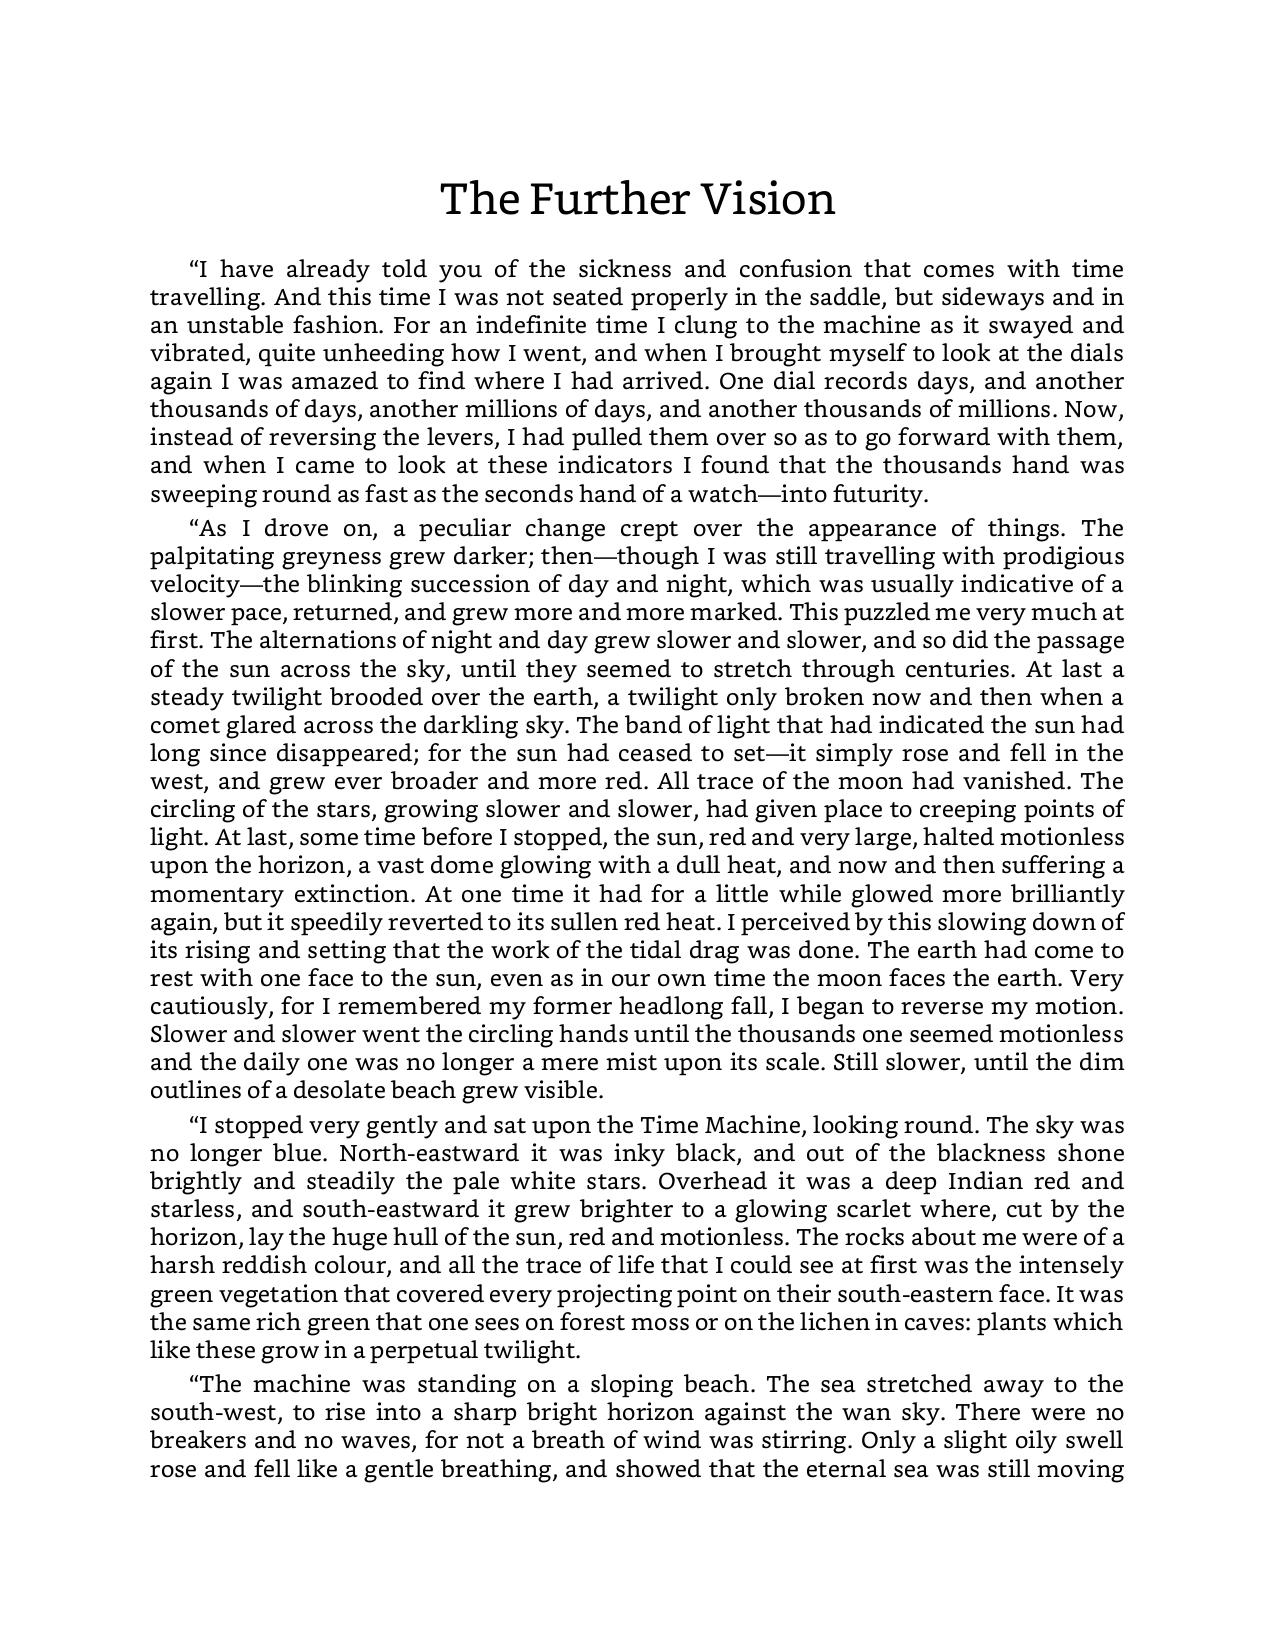 The Further Vision
“I have already told you of the sickness and confusion that comes with time
travelling. And this time I was not seated properly in the saddle, but sideways and in
an unstable fashion. For an indefinite time I clung to the machine as it swayed and
vibrated, quite unheeding how I went, and when I brought myself to look at the dials
again I was amazed to find where I had arrived. One dial records days, and another
thousands of days, another millions of days, and another thousands of millions. Now,
instead of reversing the levers, I had pulled them over so as to go forward with them,
and when I came to look at these indicators I found that the thousands hand was
sweeping round as fast as the seconds hand of a watch—into futurity.
“As I drove on, a peculiar change crept over the appearance of things. The
palpitating greyness grew darker; then—though I was still travelling with prodigious
velocity—the blinking succession of day and night, which was usually indicative of a
slower pace, returned, and grew more and more marked. This puzzled me very much at
first. The alternations of night and day grew slower and slower, and so did the passage
of the sun across the sky, until they seemed to stretch through centuries. At last a
steady twilight brooded over the earth, a twilight only broken now and then when a
comet glared across the darkling sky. The band of light that had indicated the sun had
long since disappeared; for the sun had ceased to set—it simply rose and fell in the
west, and grew ever broader and more red. All trace of the moon had vanished. The
circling of the stars, growing slower and slower, had given place to creeping points of
light. At last, some time before I stopped, the sun, red and very large, halted motionless
upon the horizon, a vast dome glowing with a dull heat, and now and then suffering a
momentary extinction. At one time it had for a little while glowed more brilliantly
again, but it speedily reverted to its sullen red heat. I perceived by this slowing down of
its rising and setting that the work of the tidal drag was done. The earth had come to
rest with one face to the sun, even as in our own time the moon faces the earth. Very
cautiously, for I remembered my former headlong fall, I began to reverse my motion.
Slower and slower went the circling hands until the thousands one seemed motionless
and the daily one was no longer a mere mist upon its scale. Still slower, until the dim
outlines of a desolate beach grew visible.
“I stopped very gently and sat upon the Time Machine, looking round. The sky was
no longer blue. North-eastward it was inky black, and out of the blackness shone
brightly and steadily the pale white stars. Overhead it was a deep Indian red and
starless, and south-eastward it grew brighter to a glowing scarlet where, cut by the
horizon, lay the huge hull of the sun, red and motionless. The rocks about me were of a
harsh reddish colour, and all the trace of life that I could see at first was the intensely
green vegetation that covered every projecting point on their south-eastern face. It was
the same rich green that one sees on forest moss or on the lichen in caves: plants which
like these grow in a perpetual twilight.
“The machine was standing on a sloping beach. The sea stretched away to the
south-west, to rise into a sharp bright horizon against the wan sky. There were no
breakers and no waves, for not a breath of wind was stirring. Only a slight oily swell
rose and fell like a gentle breathing, and showed that the eternal sea was still moving